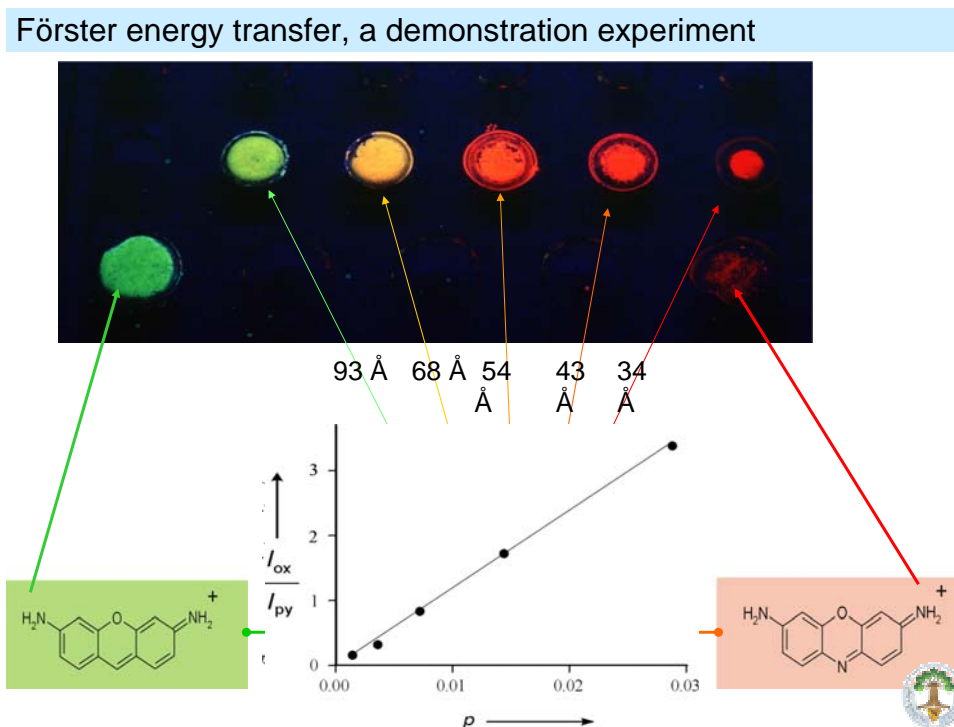 Förster energy transfer, a demonstration experiment
93 Å 68 Å 54 Å 43 Å 34 Å
3
2
1
0
I_ox
I_py
0.00 0.01 0.02 0.03
p
+
H₂N O NH₂
+
H₂N O NH₂
N